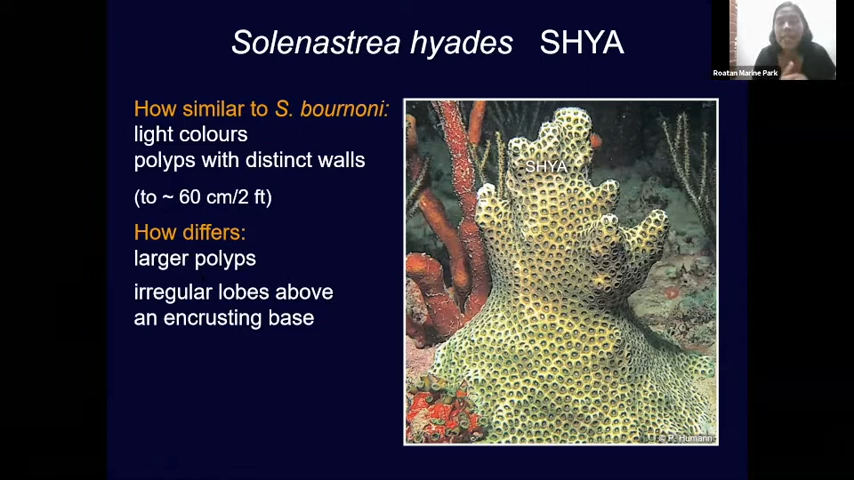 Solenastrea hyades SHYA
Roatan Marine Park
How similar to S. bournoni:
light colours
polyps with distinct walls
(to ~ 60 cm/2 ft)
How differs:
larger polyps
irregular lobes above
an encrusting base
SHYA
© P. Humann